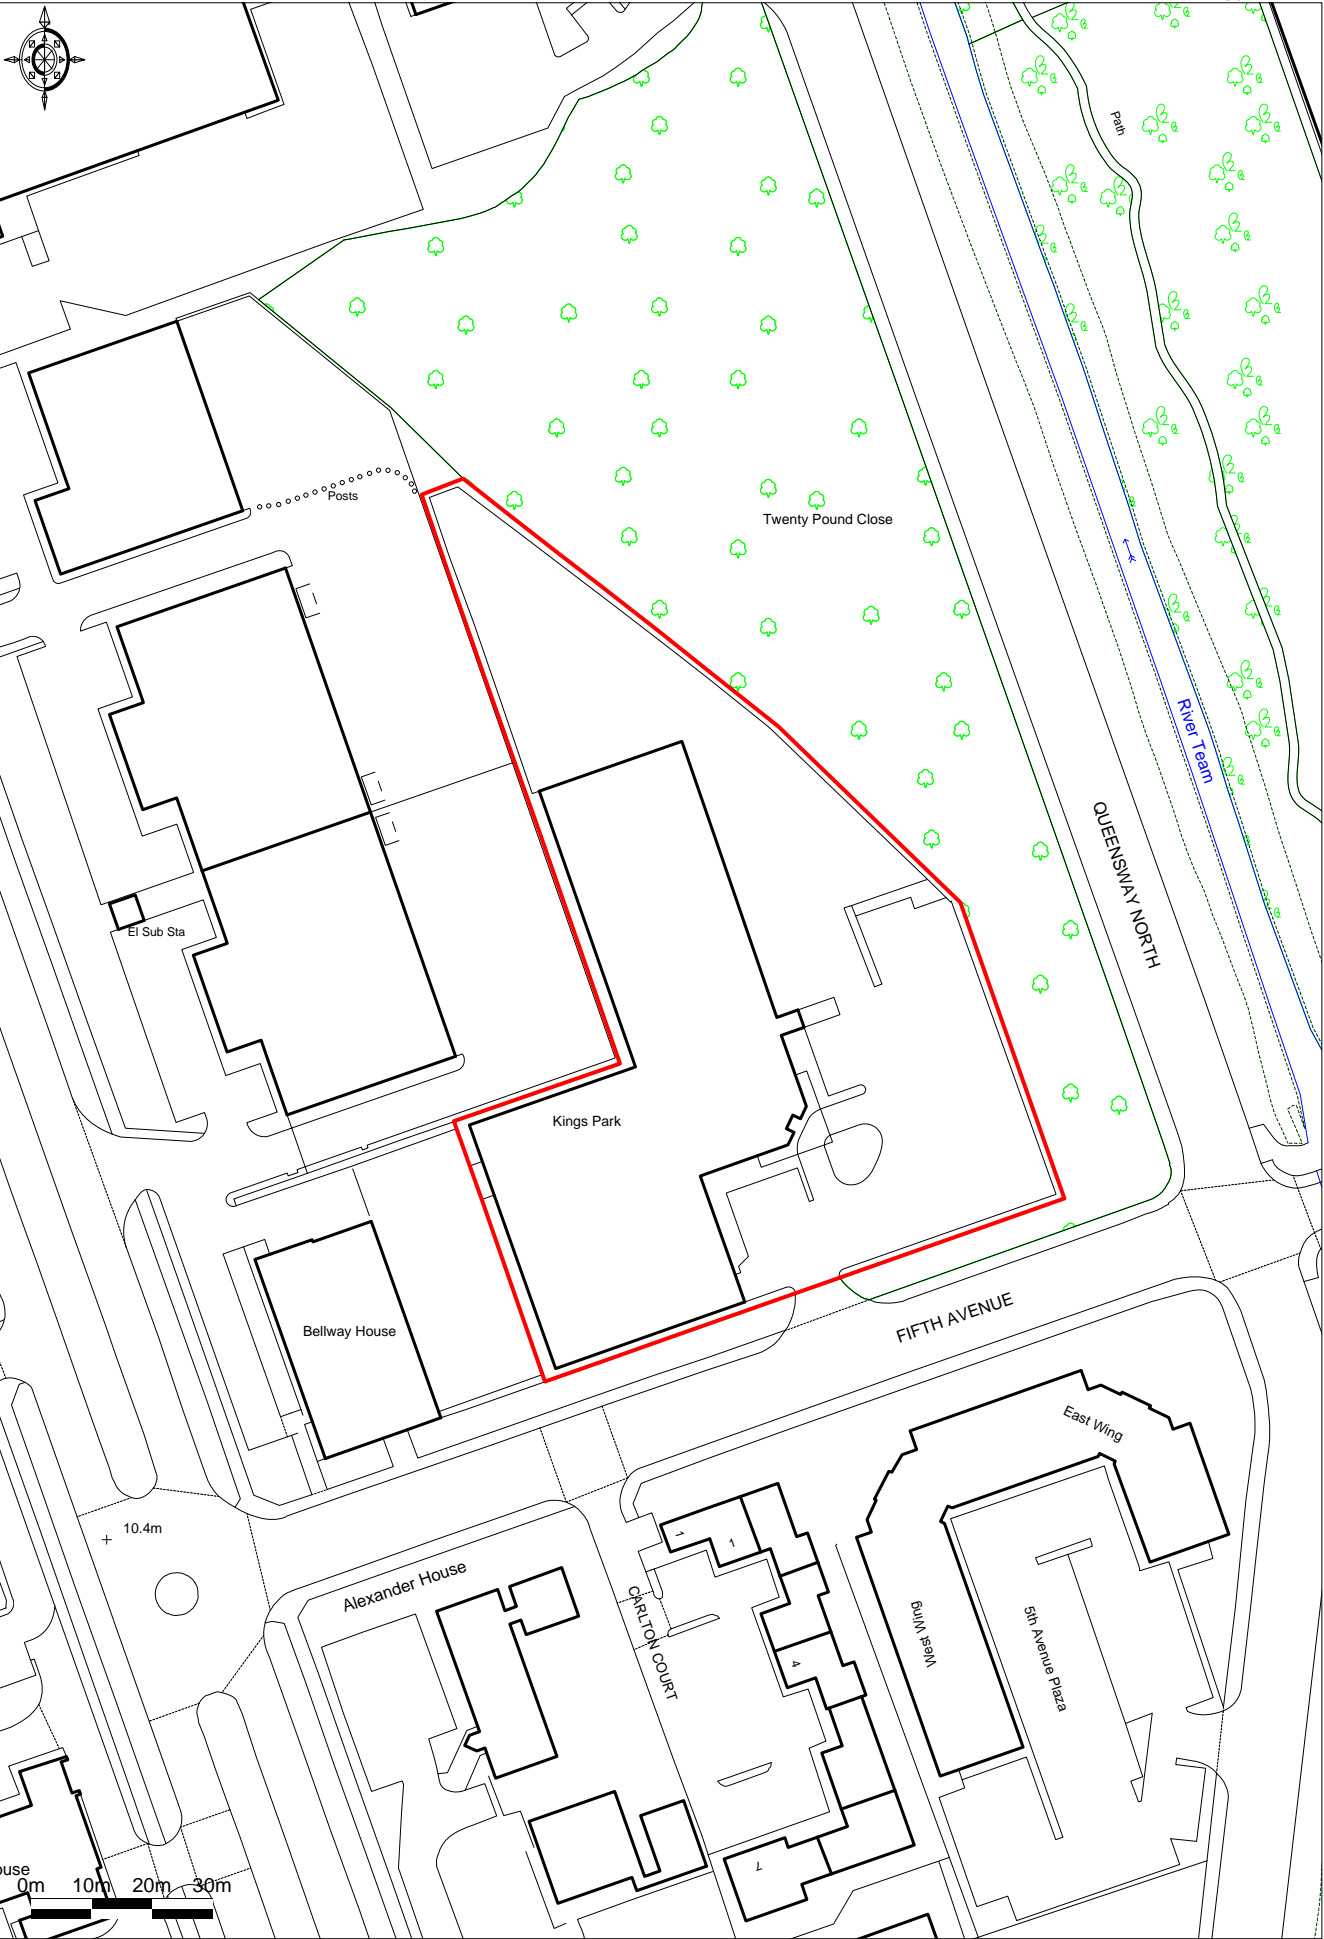 Path
Posts
Twenty Pound Close
River Team
QUEENSWAY NORTH
El Sub Sta
Kings Park
Bellway House
FIFTH AVENUE
East Wing
10.4m
1
1
Alexander House
CARLTON COURT
West Wing
5th Avenue Plaza
4
7
ouse
0m 10m 20m 30m